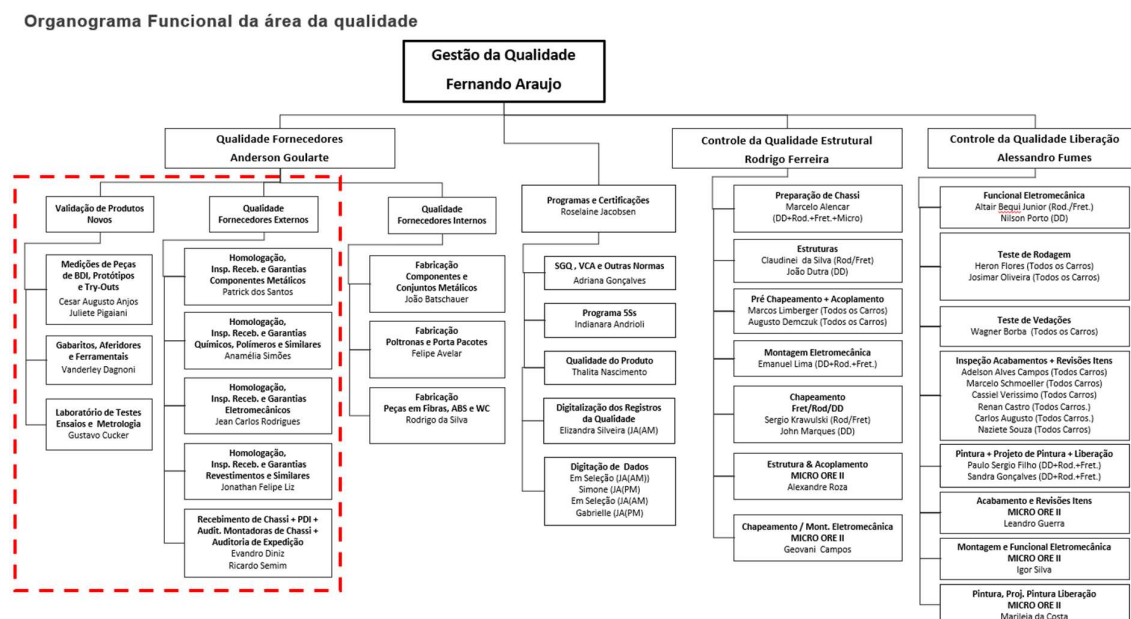 Organograma Funcional da área da qualidade
Gestão da Qualidade
Fernando Araujo
Qualidade Fornecedores
Anderson Goularte
Validação de Produtos
Novos
Medições de Peças
de BDI, Protótipos
e Try-Outs
Cesar Augusto Anjos
Juliete Pigaiani
Gabaritos, Aferidores
e Ferramentais
Vanderley Dagnoni
Laboratório de Testes
Ensaios e Metrologia
Gustavo Cucker
Qualidade
Fornecedores Externos
Homologação,
Insp. Receb. e Garantias
Componentes Metálicos
Patrick dos Santos
Homologação,
Insp. Receb. e Garantias
Químicos, Polímeros e Similares
Anamélia Simões
Homologação,
Insp. Receb. e Garantias
Eletromecânicos
Jean Carlos Rodrigues
Homologação,
Insp. Receb. e Garantias
Revestimentos e Similares
Jonathan Felipe Liz
Recebimento de Chassi + PDI +
Audit. Montadoras de Chassi +
Auditoria de Expedição
Evandro Diniz
Ricardo Semim
Qualidade
Fornecedores Internos
Fabricação
Componentes e
Conjuntos Metálicos
João Batschauer
Fabricação
Poltronas e Porta Pacotes
Felipe Avelar
Fabricação
Peças em Fibras, ABS e WC
Rodrigo da Silva
Programas e Certificações
Roselaine Jacobsen
SGQ , VCA e Outras Normas
Adriana Gonçalves
Programa 5Ss
Indianara Andrioli
Qualidade do Produto
Thalita Nascimento
Digitalização dos Registros
da Qualidade
Elizandra Silveira (JA(AM)
Digitação de Dados
Em Seleção (JA(AM))
Simone (JA(PM)
Em Seleção (JA(AM)
Gabrielle (JA(PM)
Controle da Qualidade Estrutural
Rodrigo Ferreira
Preparação de Chassi
Marcelo Alencar
(DD+Rod.+Fret.+Micro)
Estruturas
Claudinei da Silva (Rod/Fret)
João Dutra (DD)
Pré Chapeamento + Acoplamento
Marcos Limberger (Todos os Carros)
Augusto Demczuk (Todos os Carros)
Montagem Eletromecânica
Emanuel Lima (DD+Rod.+Fret.)
Chapeamento
Fret/Rod/DD
Sergio Krawulski (Rod/Fret)
John Marques (DD)
Estrutura & Acoplamento
MICRO ORE II
Alexandre Roza
Chapeamento / Mont. Eletromecânica
MICRO ORE II
Geovani Campos
Controle da Qualidade Liberação
Alessandro Fumes
Funcional Eletromecânica
Altair Bequi Junior (Rod./Fret.)
Nilson Porto (DD)
Teste de Rodagem
Heron Flores (Todos os Carros)
Josimar Oliveira (Todos os Carros)
Teste de Vedações
Wagner Borba (Todos os Carros)
Inspeção Acabamentos + Revisões Itens
Adelson Alves Campos (Todos Carros)
Marcelo Schmoeller (Todos Carros)
Cassiel Verissimo (Todos Carros)
Renan Castro (Todos Carros.)
Carlos Augusto (Todos Carros.)
Naziete Souza (Todos Carros)
Pintura + Projeto de Pintura + Liberação
Paulo Sergio Filho (DD+Rod.+Fret.)
Sandra Gonçalves (DD+Rod.+Fret.)
Acabamento e Revisões Itens
MICRO ORE II
Leandro Guerra
Montagem e Funcional Eletromecânica
MICRO ORE II
Igor Silva
Pintura, Proj. Pintura Liberação
MICRO ORE II
Marileia da Costa